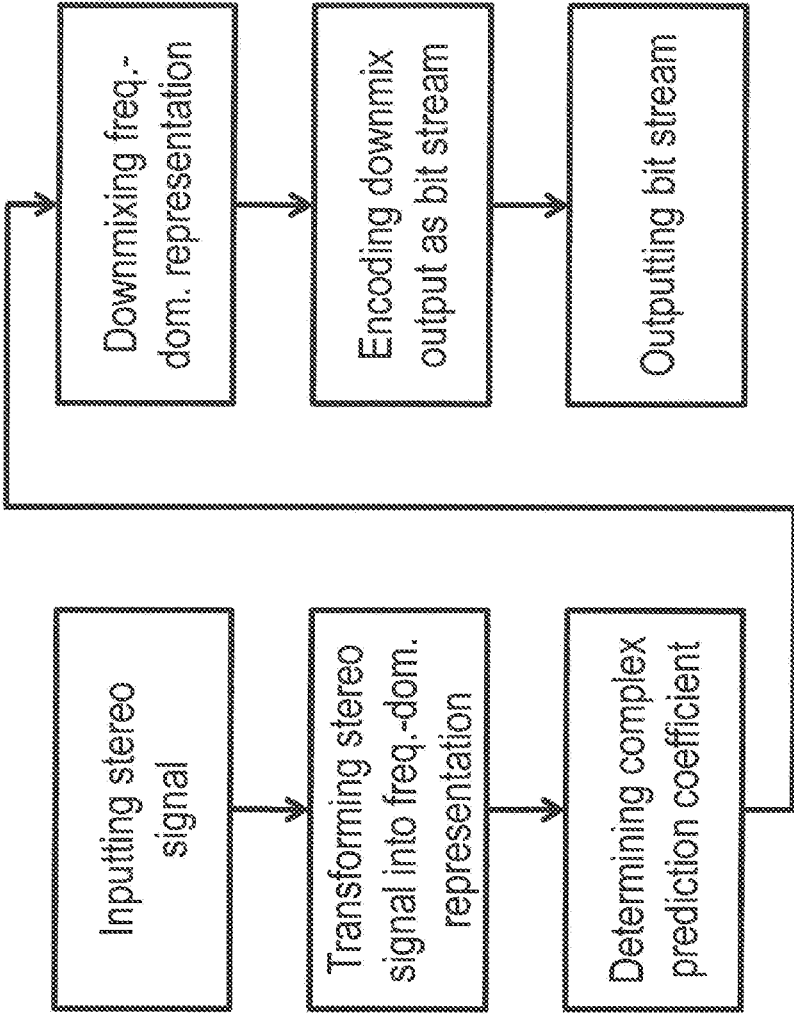 Inputting stereo
signal
Transforming stereo
signal into freq.-dom.
representation
Determining complex
prediction coefficient
Downmixing freq.-
dom. representation
Encoding downmix
output as bit stream
Outputting bit stream